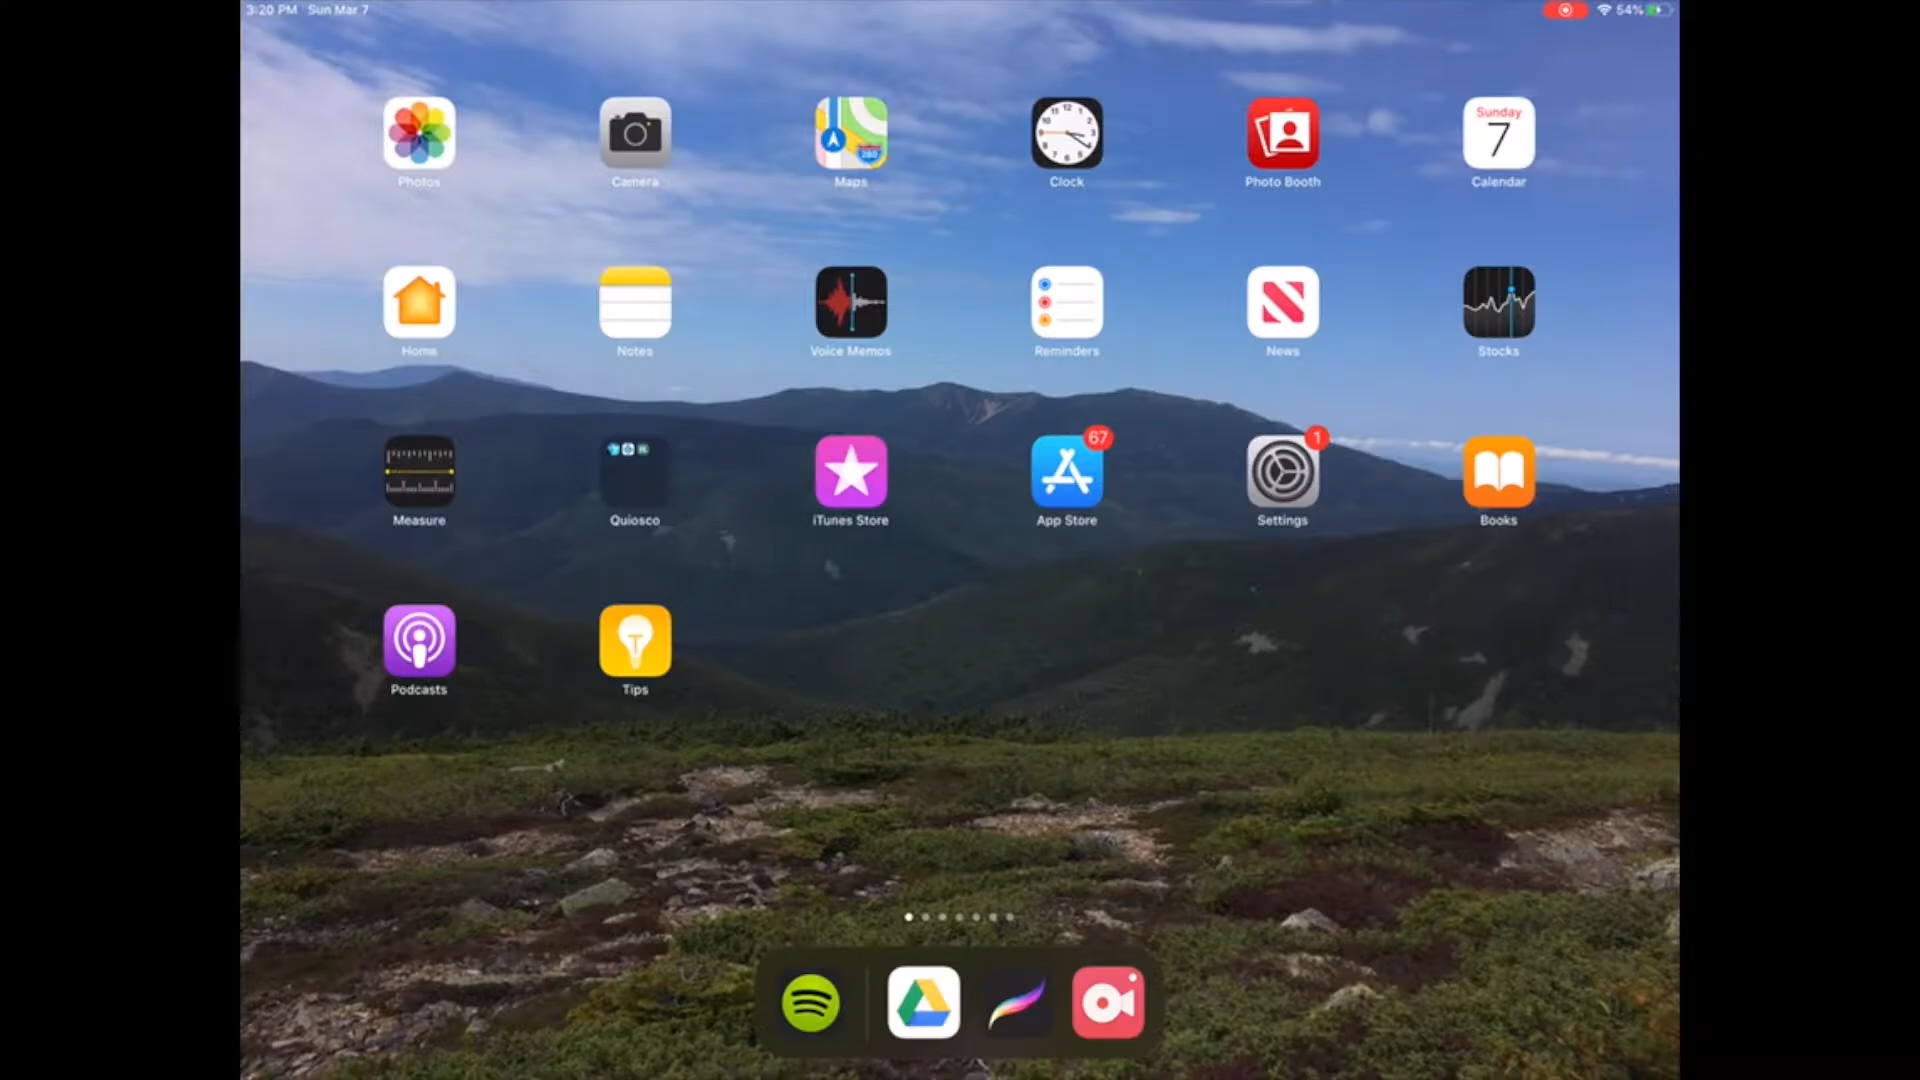 3:20 PM Sun Mar 7
54%
Photos
Camera
Maps
Clock
Photo Booth
Calendar
Sunday
7
280
Home
Notes
Voice Memos
Reminders
News
Stocks
Measure
Quiosco
iTunes Store
67
App Store
1
Settings
Books
Podcasts
Tips